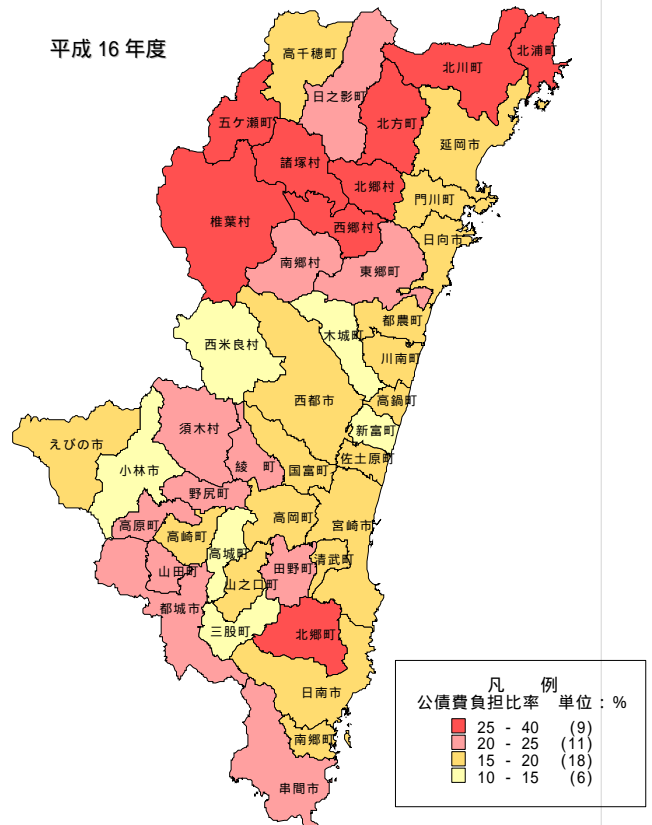 平成 16 年度
高千穂町
北浦町
北川町
日之影町
五ケ瀬町
北方町
延岡市
諸塚村
北郷村
門川町
椎葉村
西郷村
日向市
南郷村
東郷町
都農町
西米良村
木城町
川南町
西都市
高鍋町
須木村
新富町
えびの市
小林市
綾　町
国富町
佐土原町
野尻町
高原町
高岡町
宮崎市
高崎町
高城町
清武町
山田町
田野町
山之口町
都城市
三股町
北郷町
日南市
南郷町
串間市
凡　例
公債費負担比率　単位：％
25 - 40 (9)
20 - 25 (11)
15 - 20 (18)
10 - 15 (6)